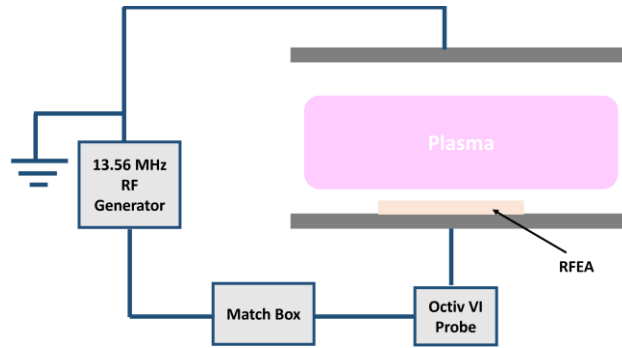 Plasma
13.56 MHz
RF
Generator
RFEA
Match Box
Octiv VI
Probe